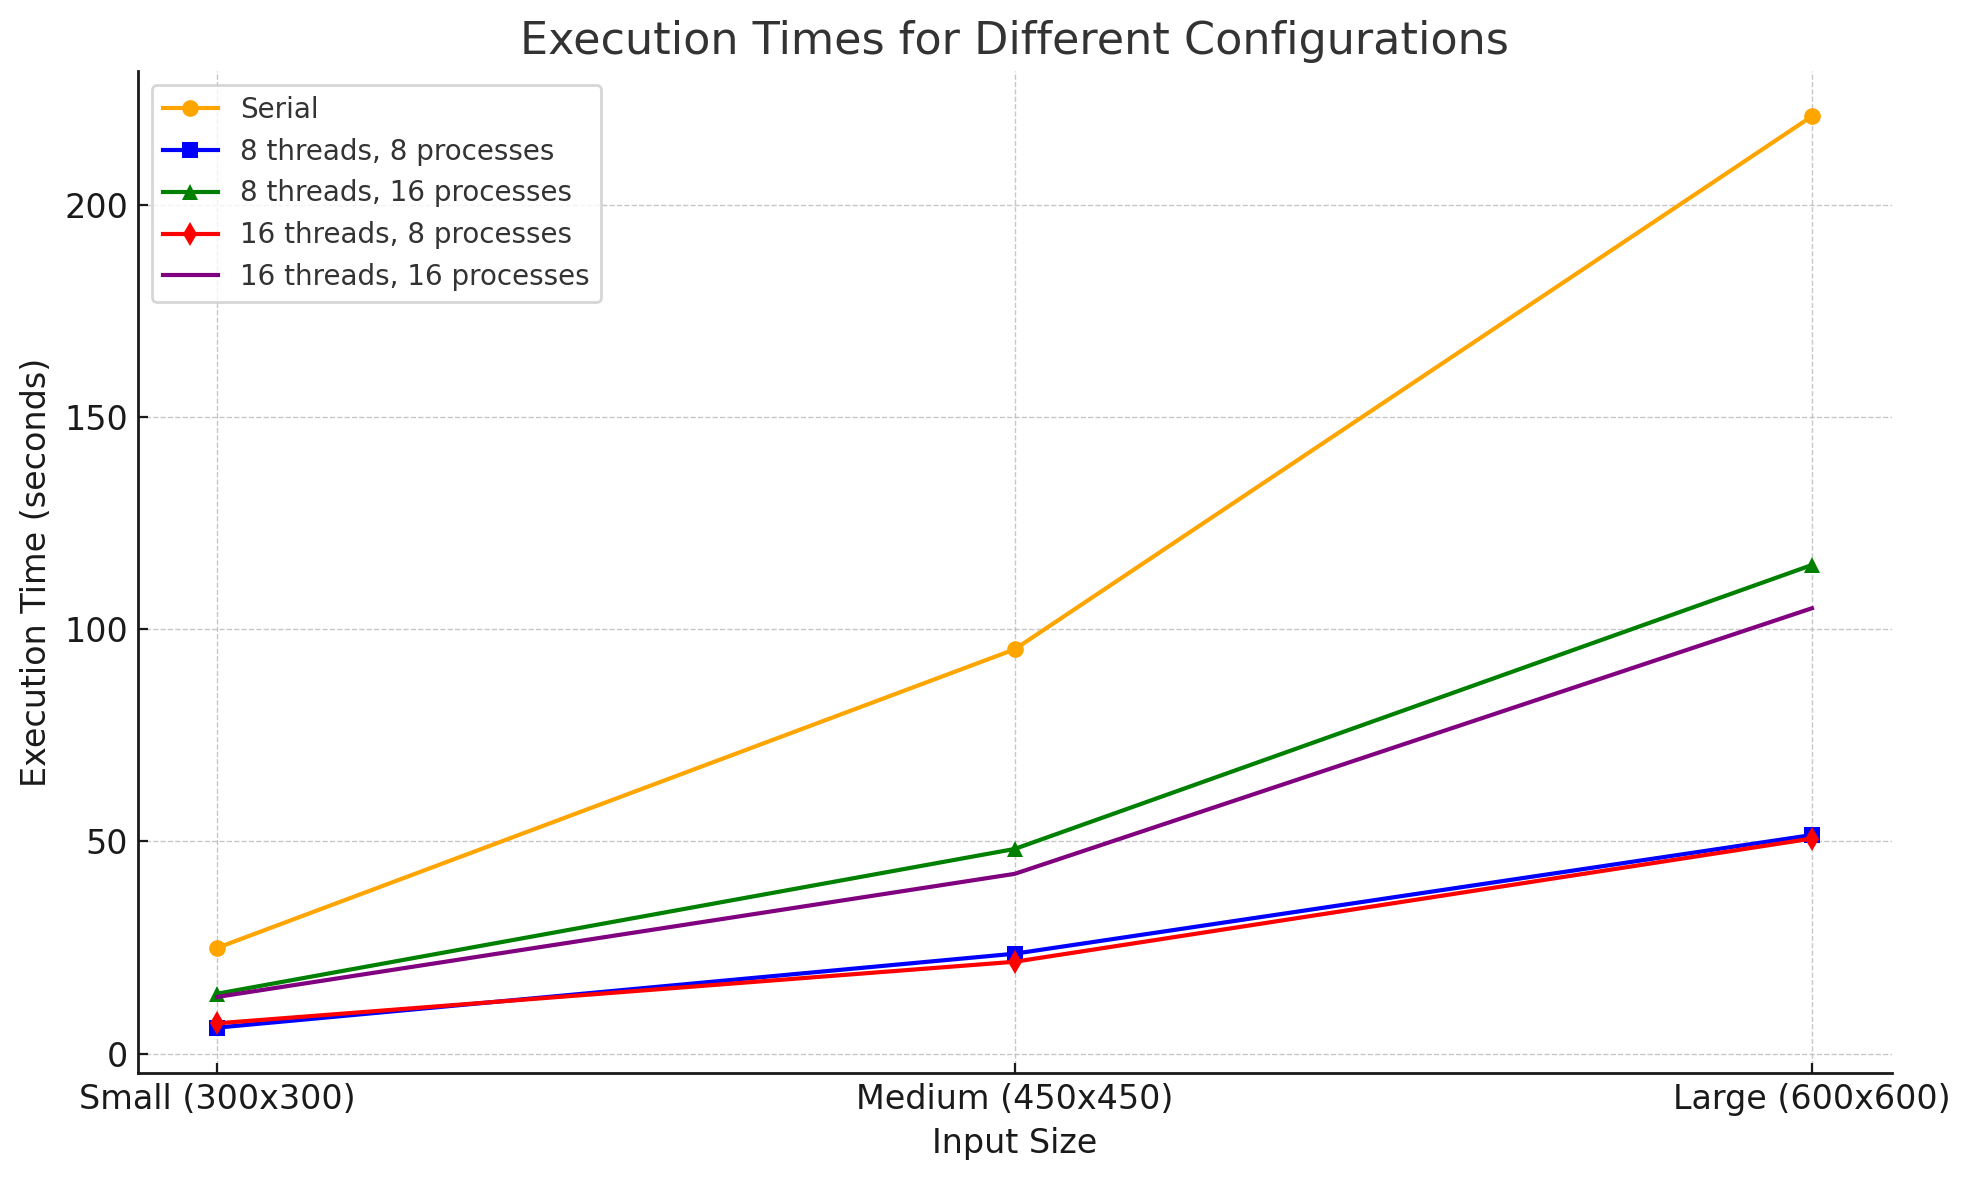 Execution Times for Different Configurations
Serial
8 threads, 8 processes
8 threads, 16 processes
16 threads, 8 processes
16 threads, 16 processes
Execution Time (seconds)
200
150
100
50
0
Small (300x300)
Medium (450x450)
Large (600x600)
Input Size